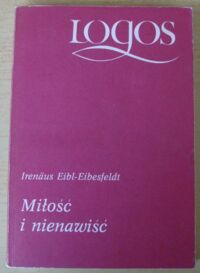 LOGOS
Irenäus Eibl-Eibesfeldt
Miłość
i nienawiść